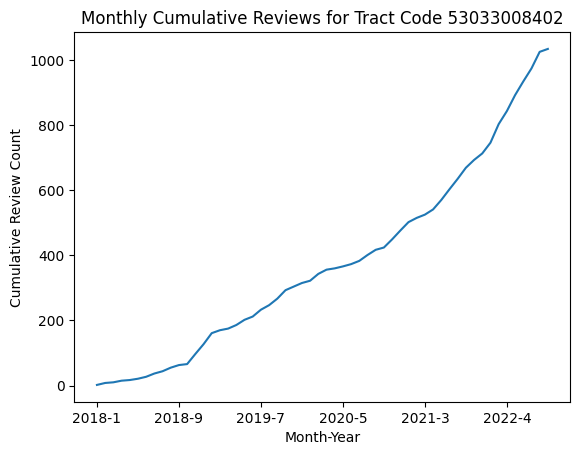 Monthly Cumulative Reviews for Tract Code 53033008402
Cumulative Review Count
1000
800
600
400
200
0
2018-1 2018-9 2019-7 2020-5 2021-3 2022-4
Month-Year